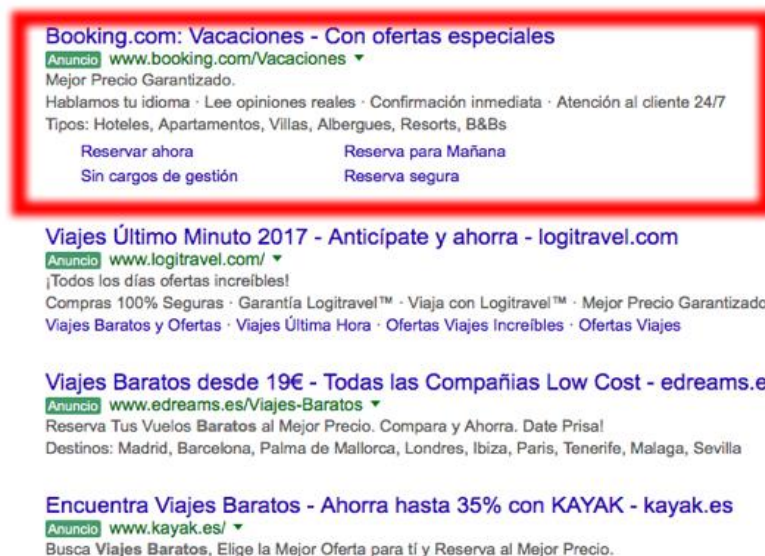 Booking.com: Vacaciones - Con ofertas especiales
Anuncio www.booking.com/Vacaciones
Mejor Precio Garantizado.
Hablamos tu idioma · Lee opiniones reales · Confirmación inmediata · Atención al cliente 24/7
Tipos: Hoteles, Apartamentos, Villas, Albergues, Resorts, B&Bs
Reservar ahora Reserva para Mañana
Sin cargos de gestión Reserva segura
Viajes Último Minuto 2017 - Anticípate y ahorra - logitravel.com
Anuncio www.logitravel.com/
¡Todos los días ofertas increíbles!
Compras 100% Seguras · Garantía Logitravel™ · Viaja con Logitravel™ · Mejor Precio Garantizado
Viajes Baratos y Ofertas · Viajes Última Hora · Ofertas Viajes Increíbles · Ofertas Viajes
Viajes Baratos desde 19€ - Todas las Compañias Low Cost - edreams.e
Anuncio www.edreams.es/Viajes-Baratos
Reserva Tus Vuelos Baratos al Mejor Precio. Compara y Ahorra. Date Prisa!
Destinos: Madrid, Barcelona, Palma de Mallorca, Londres, Ibiza, Paris, Tenerife, Malaga, Sevilla
Encuentra Viajes Baratos - Ahorra hasta 35% con KAYAK - kayak.es
Anuncio www.kayak.es/
Busca Viajes Baratos, Elige la Mejor Oferta para tí y Reserva al Mejor Precio.